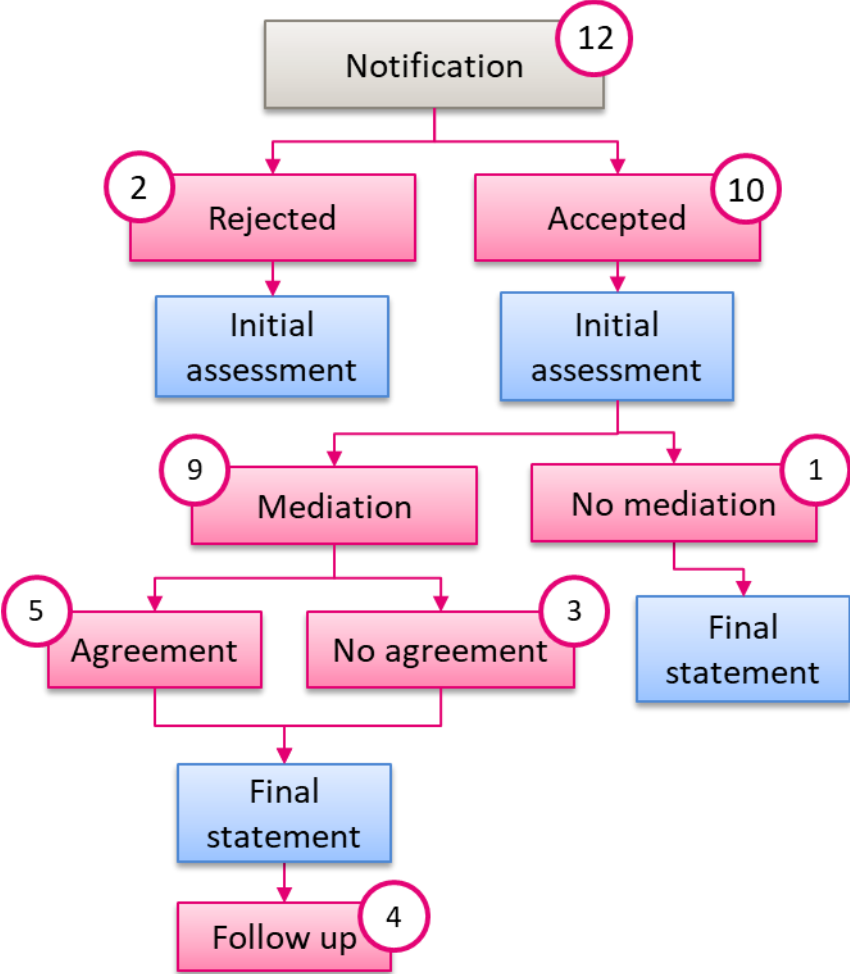 12
Notification
2
Rejected
10
Accepted
Initial
assessment
Initial
assessment
9
Mediation
1
No mediation
5
Agreement
3
No agreement
Final
statement
Final
statement
4
Follow up